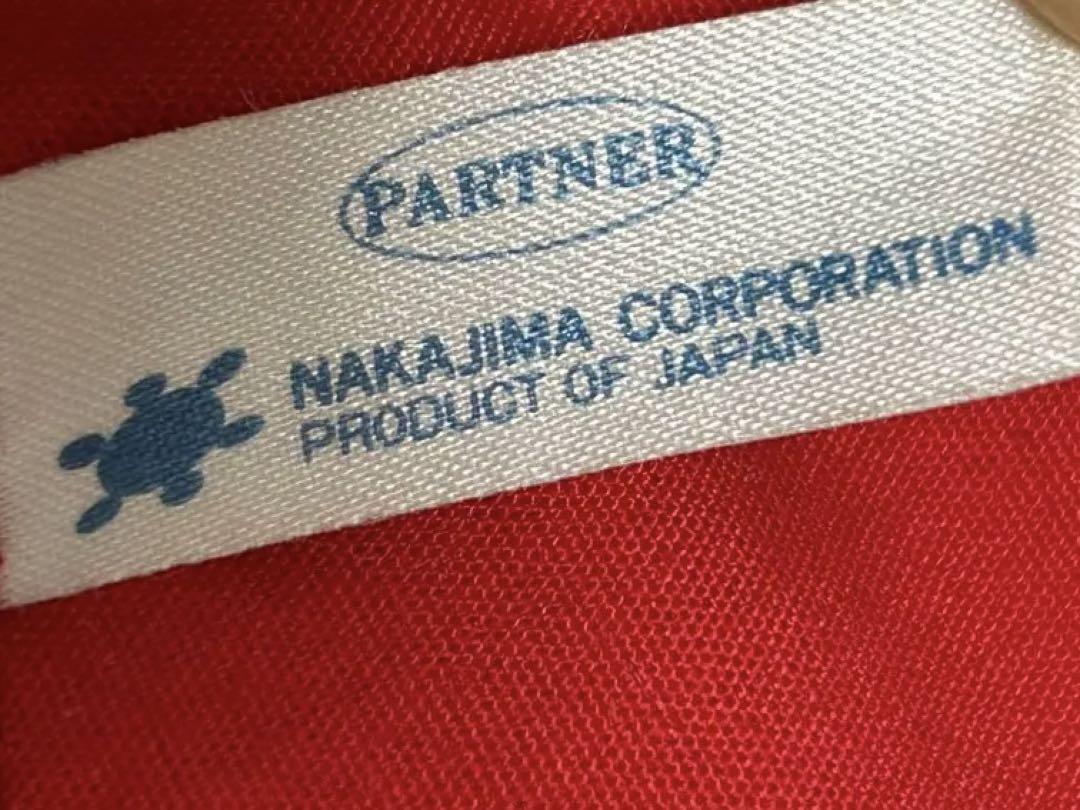 PARTNER
NAKAJIMA CORPORATION
PRODUCT OF JAPAN